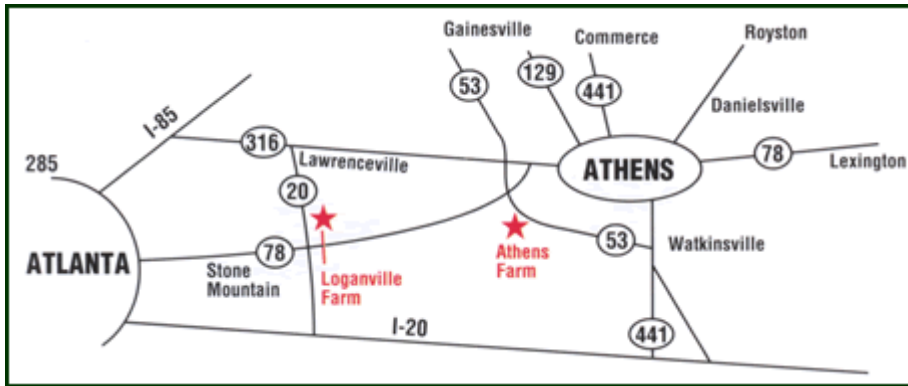 Gainesville
Commerce
Royston
53
129
441
Danielsville
I-85
316
285
Lawrenceville
ATHENS
78
Lexington
20
ATLANTA
78
Stone
Mountain
Loganville
Farm
Athens
Farm
53
Watkinsville
I-20
441